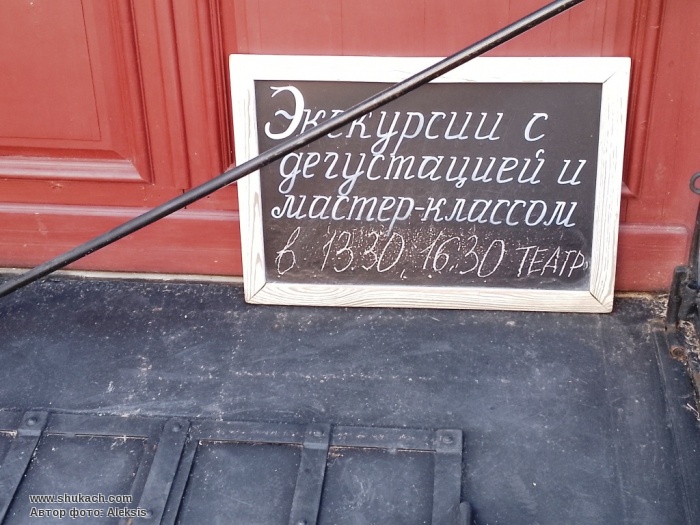 Экскурсии с
дегустацией и
мастер-классом
в 13.30, 16.30 ТЕАТР
www.shukach.com
Автор фото: Aleksis